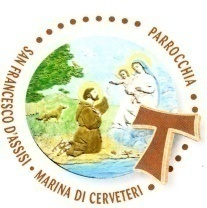 PARROCCHIA
SAN FRANCESCO D'ASSISI • MARINA DI CERVETERI